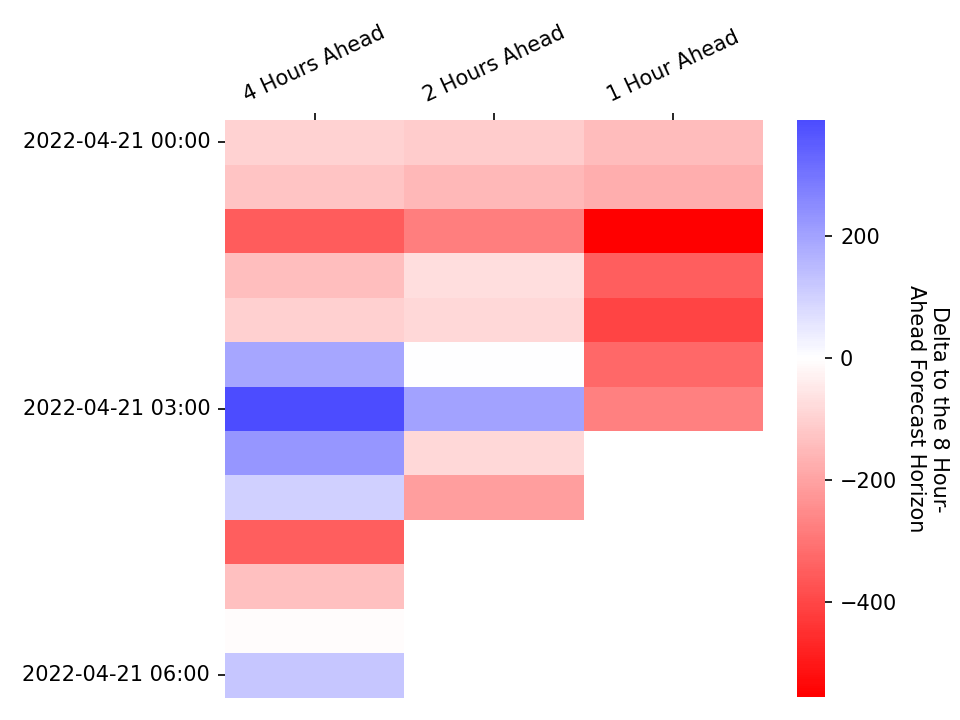 4 Hours Ahead
2 Hours Ahead
1 Hour Ahead
2022-04-21 00:00
2022-04-21 03:00
2022-04-21 06:00
200
0
−200
−400
Delta to the 8 Hour-
Ahead Forecast Horizon